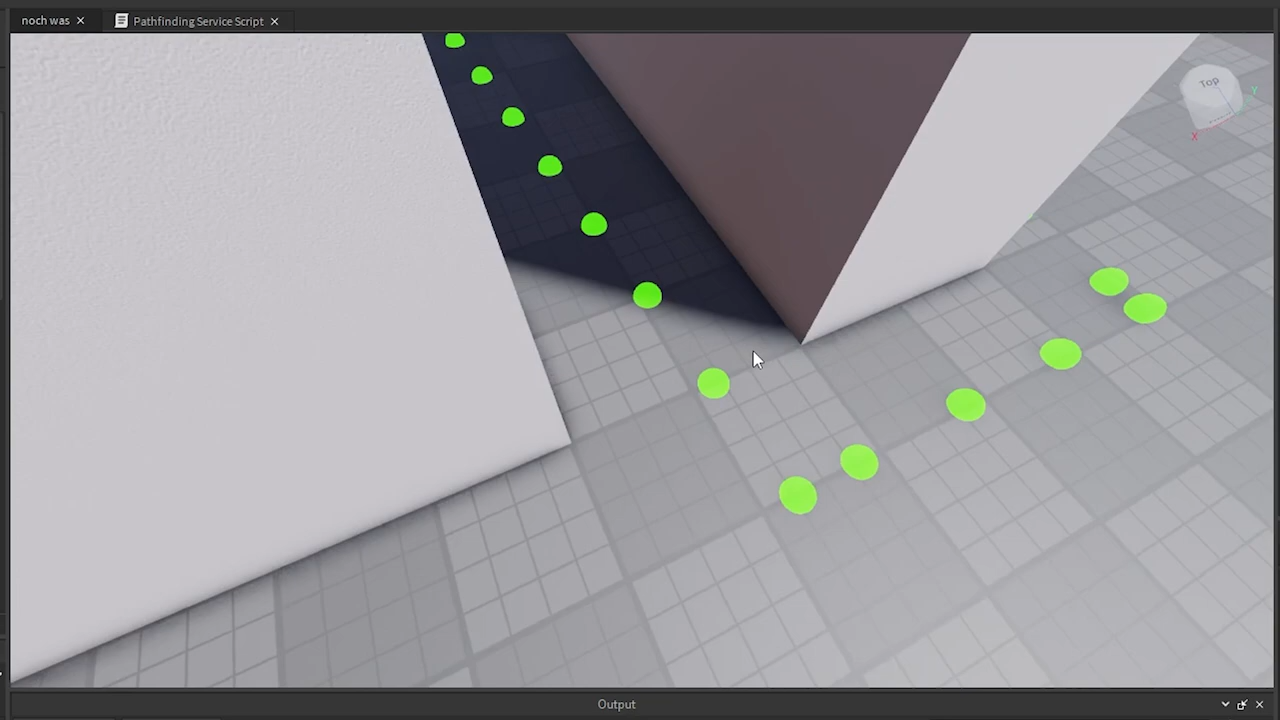 noch was
Pathfinding Service Script
Top
Y
X
Output